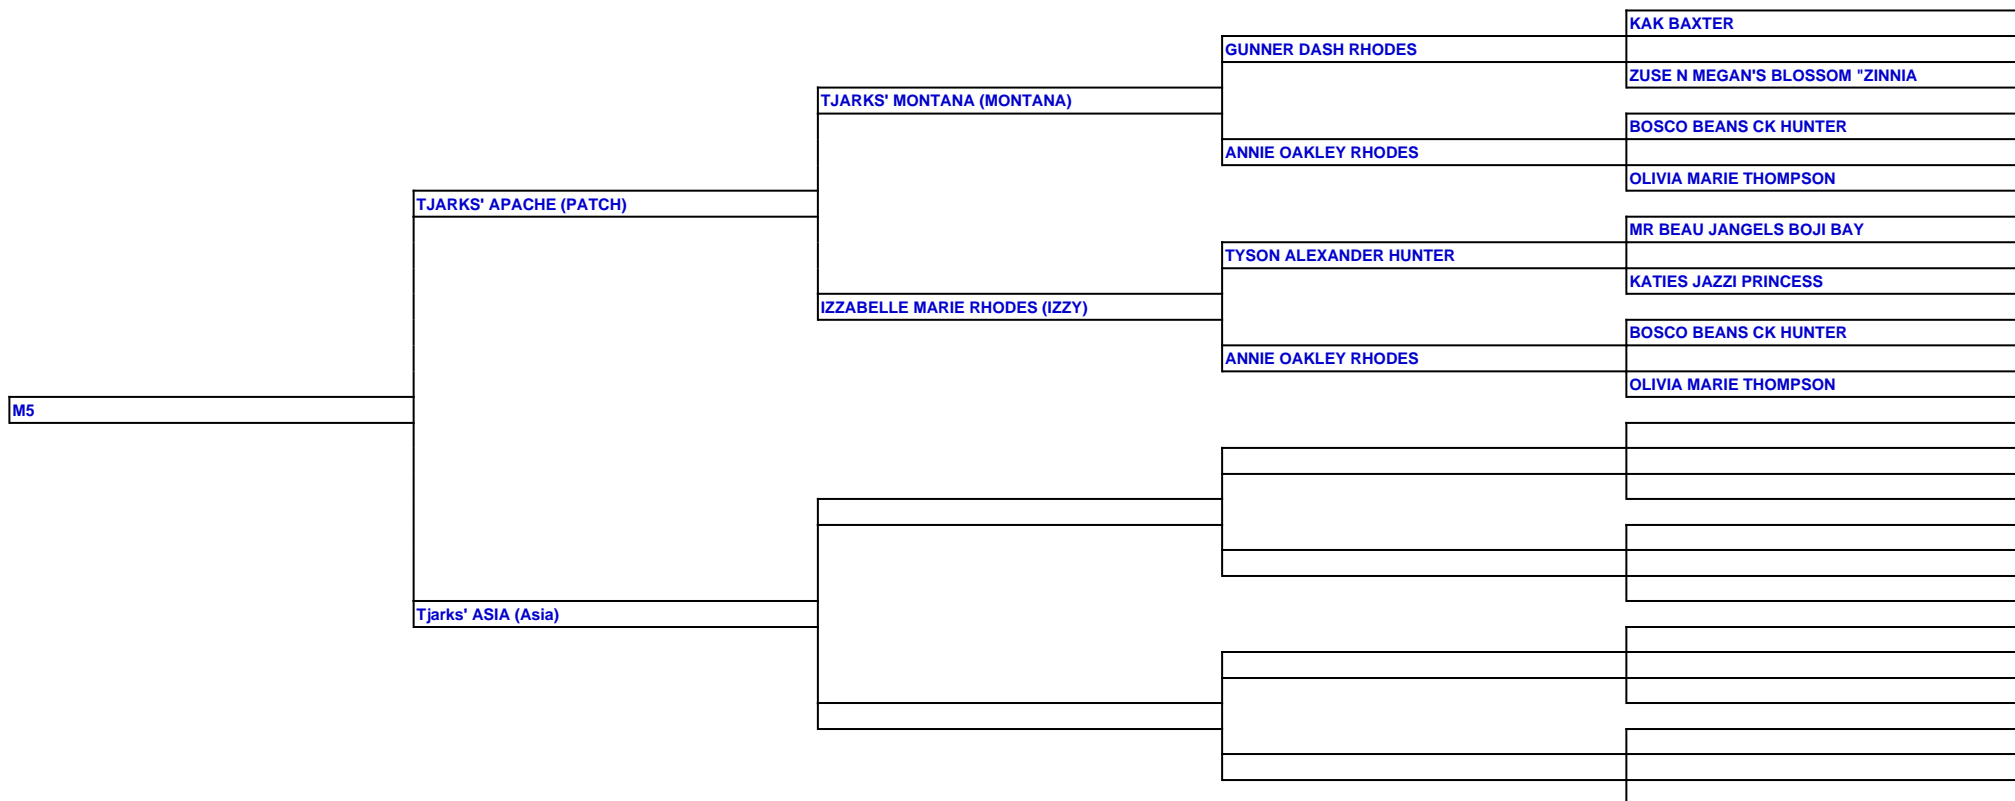 KAK BAXTER
GUNNER DASH RHODES
ZUSE N MEGAN'S BLOSSOM "ZINNIA
TJARKS' MONTANA (MONTANA)
BOSCO BEANS CK HUNTER
ANNIE OAKLEY RHODES
OLIVIA MARIE THOMPSON
TJARKS' APACHE (PATCH)
MR BEAU JANGELS BOJI BAY
TYSON ALEXANDER HUNTER
KATIES JAZZI PRINCESS
IZZABELLE MARIE RHODES (IZZY)
BOSCO BEANS CK HUNTER
ANNIE OAKLEY RHODES
OLIVIA MARIE THOMPSON
M5
Tjarks' ASIA (Asia)